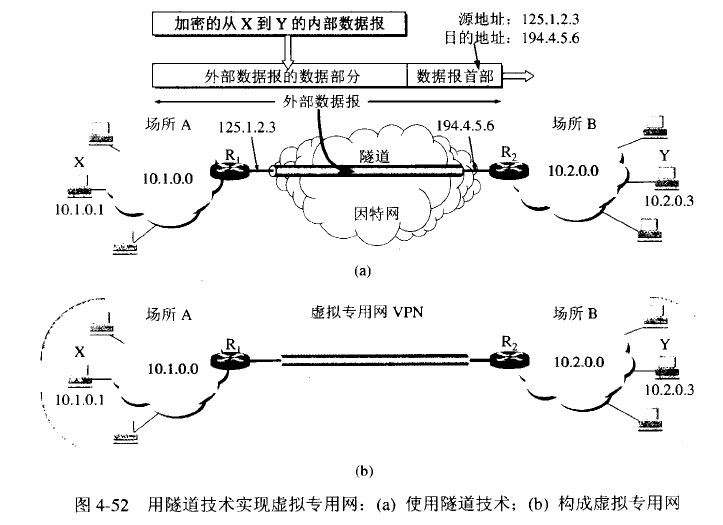 加密的从 X 到 Y 的内部数据报
源地址：125.1.2.3
目的地址：194.4.5.6
外部数据报的数据部分
数据报首部
外部数据报
场所 A
125.1.2.3
194.4.5.6
场所 B
X
R1
隧道
R2
Y
10.1.0.0
10.2.0.0
10.1.0.1
因特网
10.2.0.3
(a)
场所 A
虚拟专用网 VPN
场所 B
X
R1
R2
Y
10.1.0.0
10.2.0.0
10.1.0.1
10.2.0.3
(b)
图 4-52 用隧道技术实现虚拟专用网：(a) 使用隧道技术；(b) 构成虚拟专用网